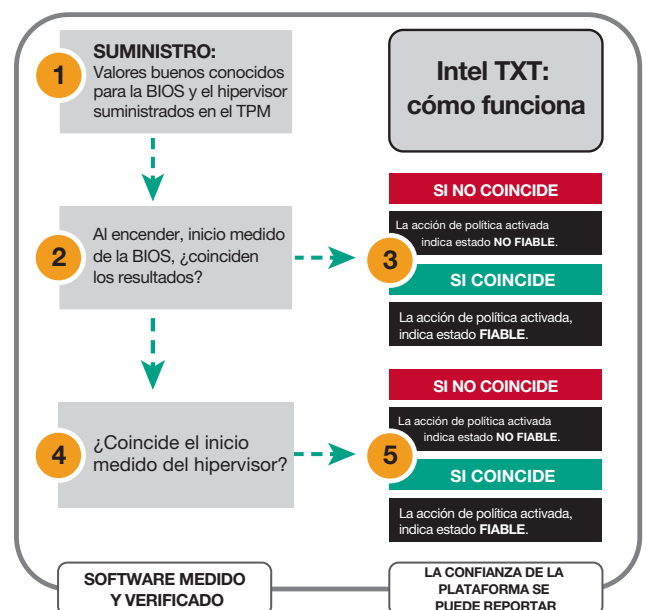 1
SUMINISTRO:
Valores buenos conocidos
para la BIOS y el hipervisor
suministrados en el TPM
Intel TXT:
cómo funciona
2
Al encender, inicio medido
de la BIOS, ¿coinciden
los resultados?
3
SI NO COINCIDE
La acción de política activada
indica estado NO FIABLE.
SI COINCIDE
La acción de política activada,
indica estado FIABLE.
4
¿Coincide el inicio
medido del hipervisor?
5
SI NO COINCIDE
La acción de política activada
indica estado NO FIABLE.
SI COINCIDE
La acción de política activada,
indica estado FIABLE.
SOFTWARE MEDIDO
Y VERIFICADO
LA CONFIANZA DE LA
PLATAFORMA SE
PUEDE REPORTAR